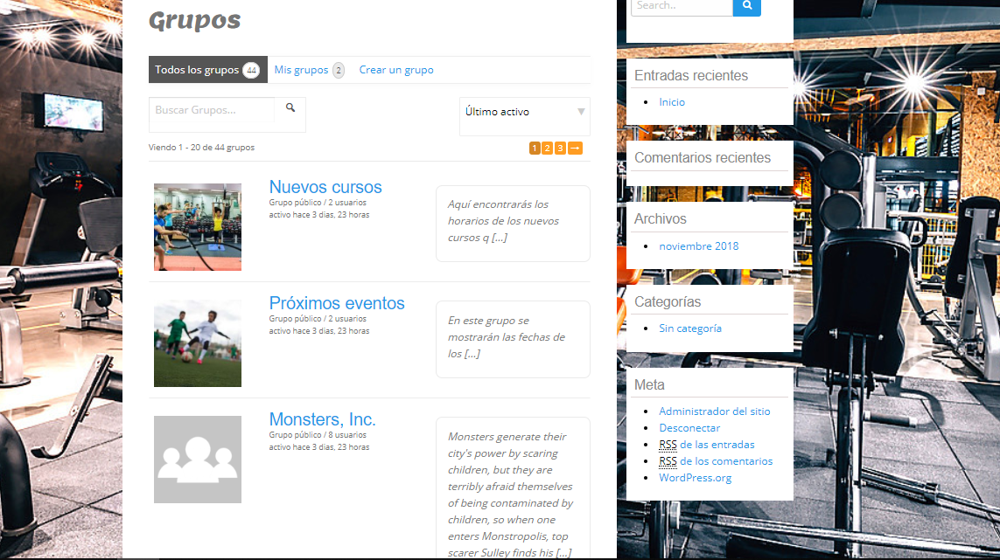 Grupos
Todos los grupos 44 Mis grupos 2 Crear un grupo
Buscar Grupos...
Último activo
Viendo 1 - 20 de 44 grupos
1 2 3 →
Nuevos cursos
Grupo público / 2 usuarios
activo hace 3 dias, 23 horas
Aquí encontrarás los
horarios de los nuevos
cursos q [...]
Próximos eventos
Grupo público / 2 usuarios
activo hace 3 dias, 23 horas
En este grupo se
mostrarán las fechas de
los [...]
Monsters, Inc.
Grupo público / 8 usuarios
activo hace 3 dias, 23 horas
Monsters generate their
city's power by scaring
children, but they are
terribly afraid themselves
of being contaminated by
children, so when one
enters Monstropolis, top
scarer Sulley finds his [...]
Search..
Entradas recientes
Inicio
Comentarios recientes
Archivos
noviembre 2018
Categorías
Sin categoría
Meta
Administrador del sitio
Desconectar
RSS de las entradas
RSS de los comentarios
WordPress.org